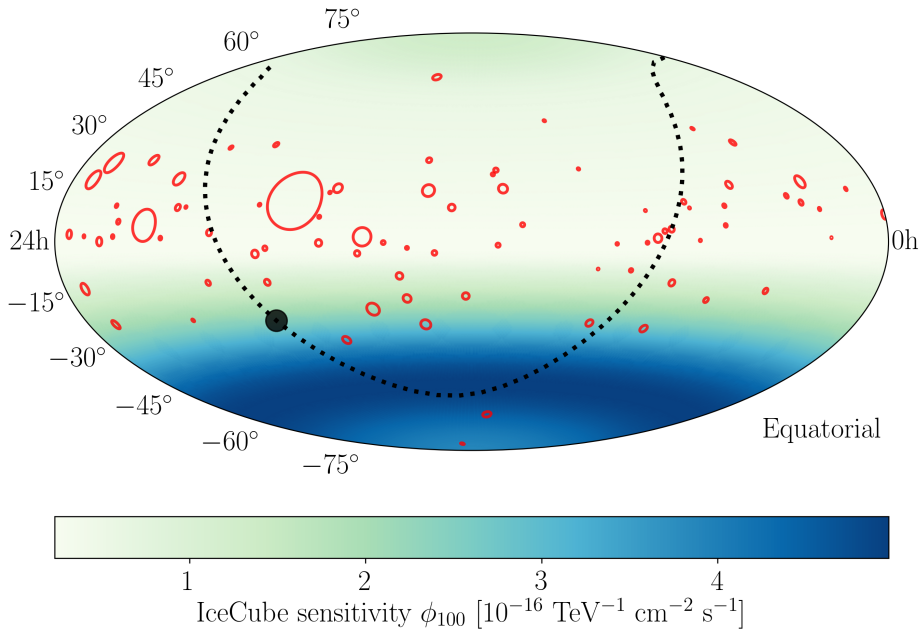 75°
60°
45°
30°
15°
24h
0h
−15°
−30°
−45°
Equatorial
−60°
−75°
1 2 3 4
IceCube sensitivity ϕ₁₀₀ [10⁻¹⁶ TeV⁻¹ cm⁻² s⁻¹]